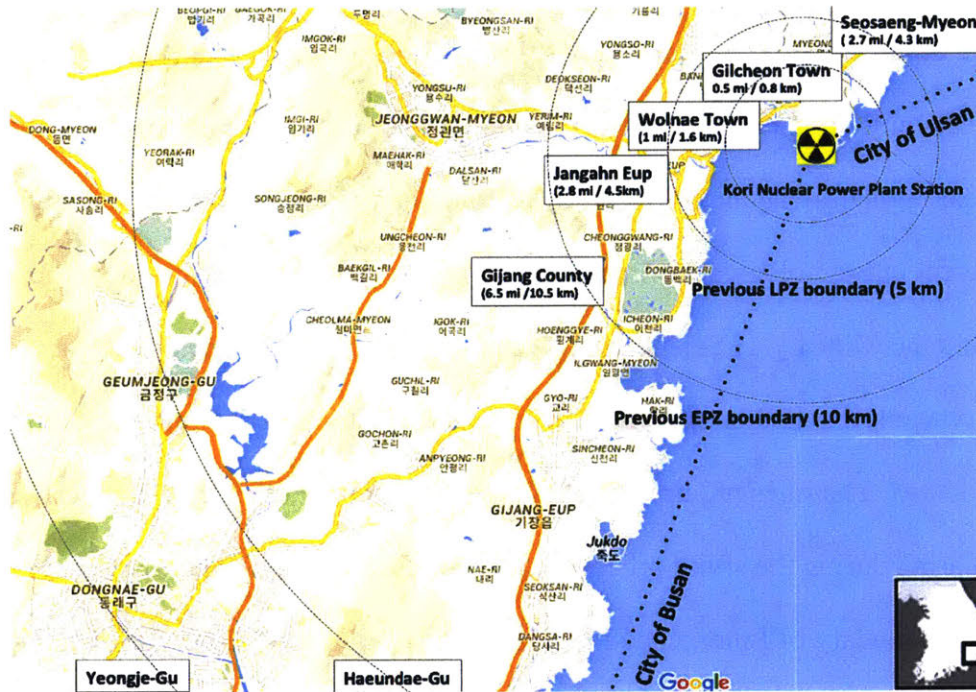 Seosaeng-Myeon
( 2.7 mi / 4.3 km)
Gilcheon Town
0.5 mi / 0.8 km)
Wolnae Town
(1 mi / 1.6 km)
Jangahn Eup
(2.8 mi / 4.5km)
Gijang County
(6.5 mi /10.5 km)
City of Ulsan
Kori Nuclear Power Plant Station
Previous LPZ boundary (5 km)
Previous EPZ boundary (10 km)
City of Busan
Yeongje-Gu
Haeundae-Gu
IMGOK-RI
임곡리
YONGSU-RI
용수리
JEONGGWAN-MYEON
정관면
DONG-MYEON
동면
IMGI-RI
임기리
DEOKSEON-RI
덕선리
YONGSO-RI
용소리
YERIM-RI
예림리
YEORAK-RI
여락리
MAEHAK-RI
매학리
DALSAN-RI
달산리
SASONG-RI
사송리
SONGJEONG-RI
송정리
UNGCHEON-RI
웅천리
BAEKGIL-RI
백길리
CHEOLMA-MYEON
철마면
IGOK-RI
이곡리
CHEONGGWANG-RI
청광리
DONGBAEK-RI
동백리
ICHEON-RI
이천리
HOENGGYE-RI
횡계리
ILGWANG-MYEON
일광면
GEUMJEONG-GU
금정구
GUCHIL-RI
구칠리
GYO-RI
교리
HAK-RI
학리
GOCHON-RI
고촌리
ANPYEONG-RI
안평리
SINCHEON-RI
신천리
GIJANG-EUP
기장읍
Jukdo
죽도
NAE-RI
내리
DONGNAE-GU
동래구
SEOKSAN-RI
석산리
DANGSA-RI
당사리
Google